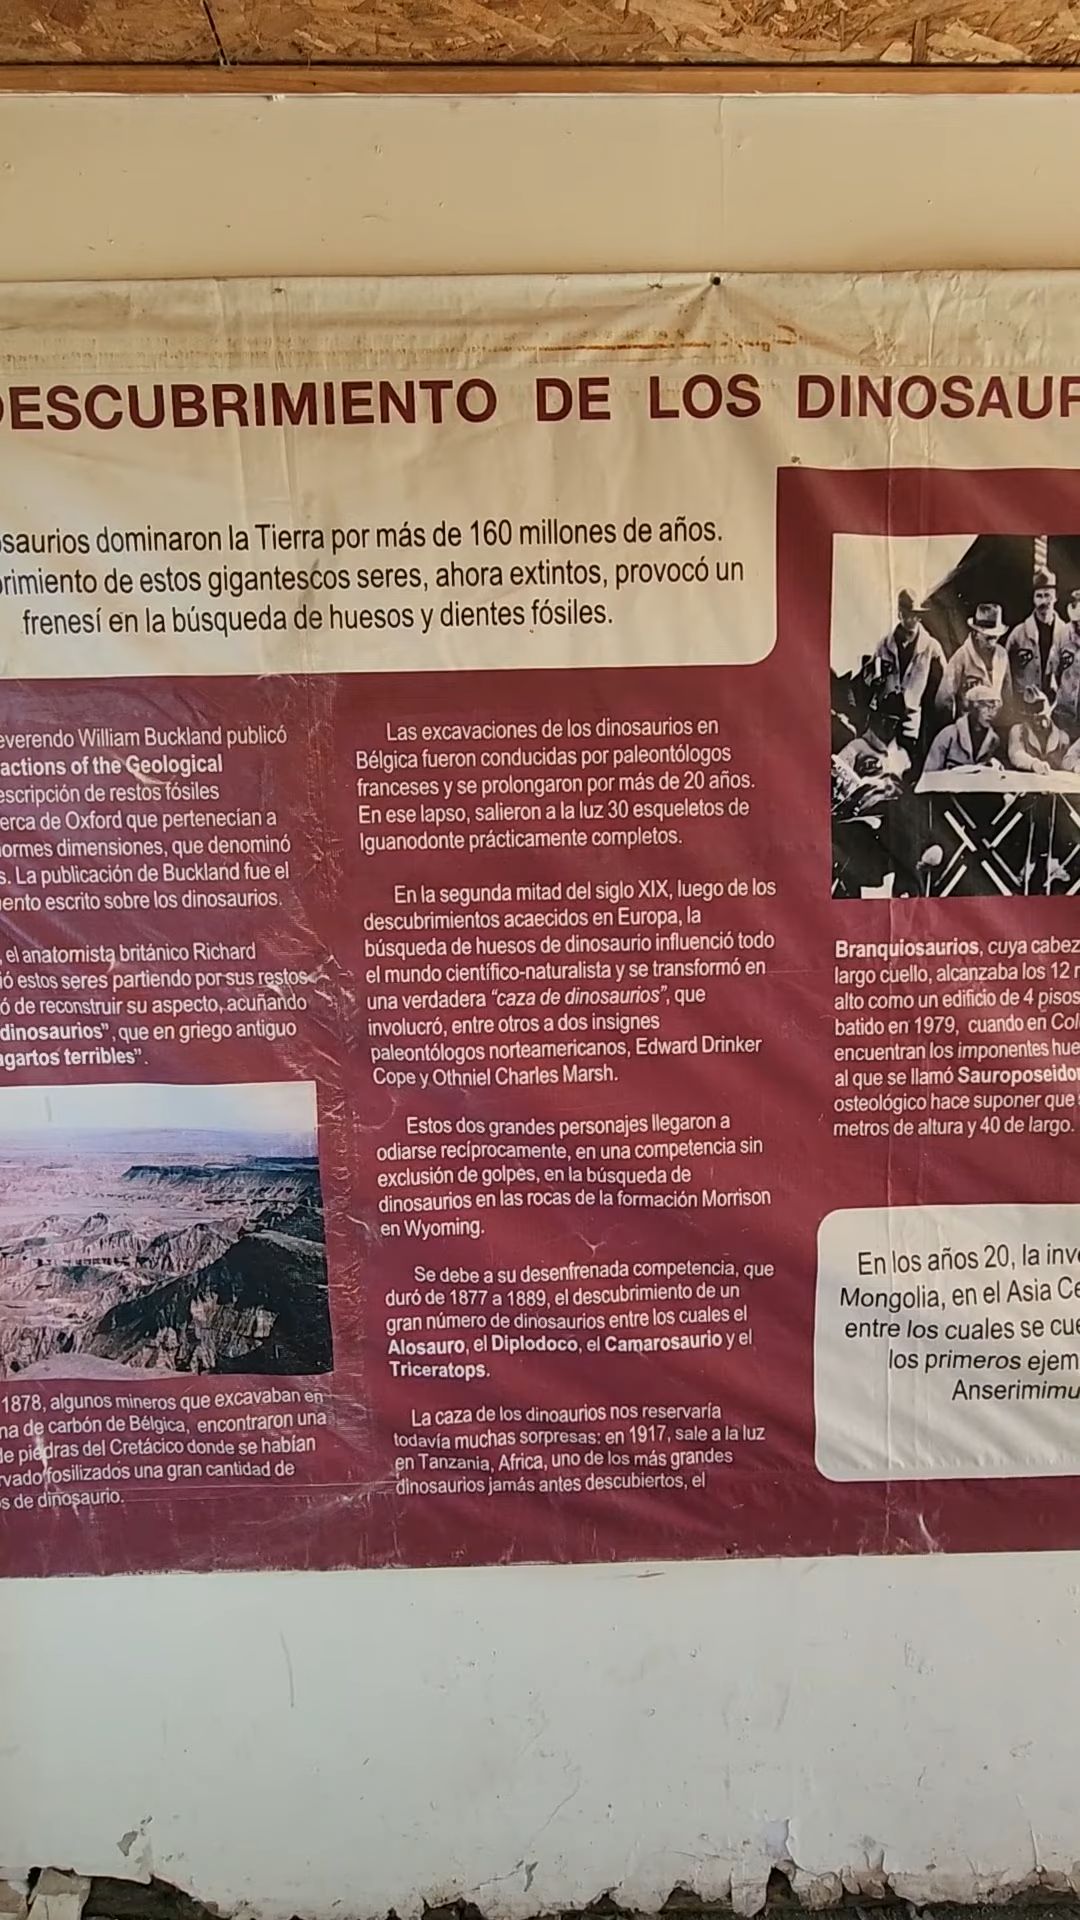 DESCUBRIMIENTO DE LOS DINOSAUR
saurios dominaron la Tierra por más de 160 millones de años.
rimiento de estos gigantescos seres, ahora extintos, provocó un
frenesí en la búsqueda de huesos y dientes fósiles.
everendo William Buckland publicó
actions of the Geological
escripción de restos fósiles
erca de Oxford que pertenecían a
ormes dimensiones, que denominó
s. La publicación de Buckland fue el
ento escrito sobre los dinosaurios.
, el anatomista británico Richard
ió estos seres partiendo por sus restos
ó de reconstruir su aspecto, acuñando
dinosaurios", que en griego antiguo
agartos terribles".
1878, algunos mineros que excavaban en
na de carbón de Bélgica, encontraron una
de piedras del Cretácico donde se habían
rvado fosilizados una gran cantidad de
s de dinosaurio.
Las excavaciones de los dinosaurios en
Bélgica fueron conducidas por paleontólogos
franceses y se prolongaron por más de 20 años.
En ese lapso, salieron a la luz 30 esqueletos de
Iguanodonte prácticamente completos.
En la segunda mitad del siglo XIX, luego de los
descubrimientos acaecidos en Europa, la
búsqueda de huesos de dinosaurio influenció todo
el mundo científico-naturalista y se transformó en
una verdadera "caza de dinosaurios", que
involucró, entre otros a dos insignes
paleontólogos norteamericanos, Edward Drinker
Cope y Othniel Charles Marsh.
Estos dos grandes personajes llegaron a
odiarse recíprocamente, en una competencia sin
exclusión de golpes, en la búsqueda de
dinosaurios en las rocas de la formación Morrison
en Wyoming.
Se debe a su desenfrenada competencia, que
duró de 1877 a 1889, el descubrimiento de un
gran número de dinosaurios entre los cuales el
Alosauro, el Diplodoco, el Camarosaurio y el
Triceratops.
La caza de los dinoaurios nos reservaría
todavía muchas sorpresas: en 1917, sale a la luz
en Tanzania, Africa, uno de los más grandes
dinosaurios jamás antes descubiertos, el
Branquiosaurios, cuya cabez
largo cuello, alcanzaba los 12 m
alto como un edificio de 4 pisos
batido en 1979, cuando en Col
encuentran los imponentes hue
al que se llamó Sauroposeido
osteológico hace suponer que
metros de altura y 40 de largo.
En los años 20, la inve
Mongolia, en el Asia Ce
entre los cuales se cue
los primeros ejem
Anserimimu